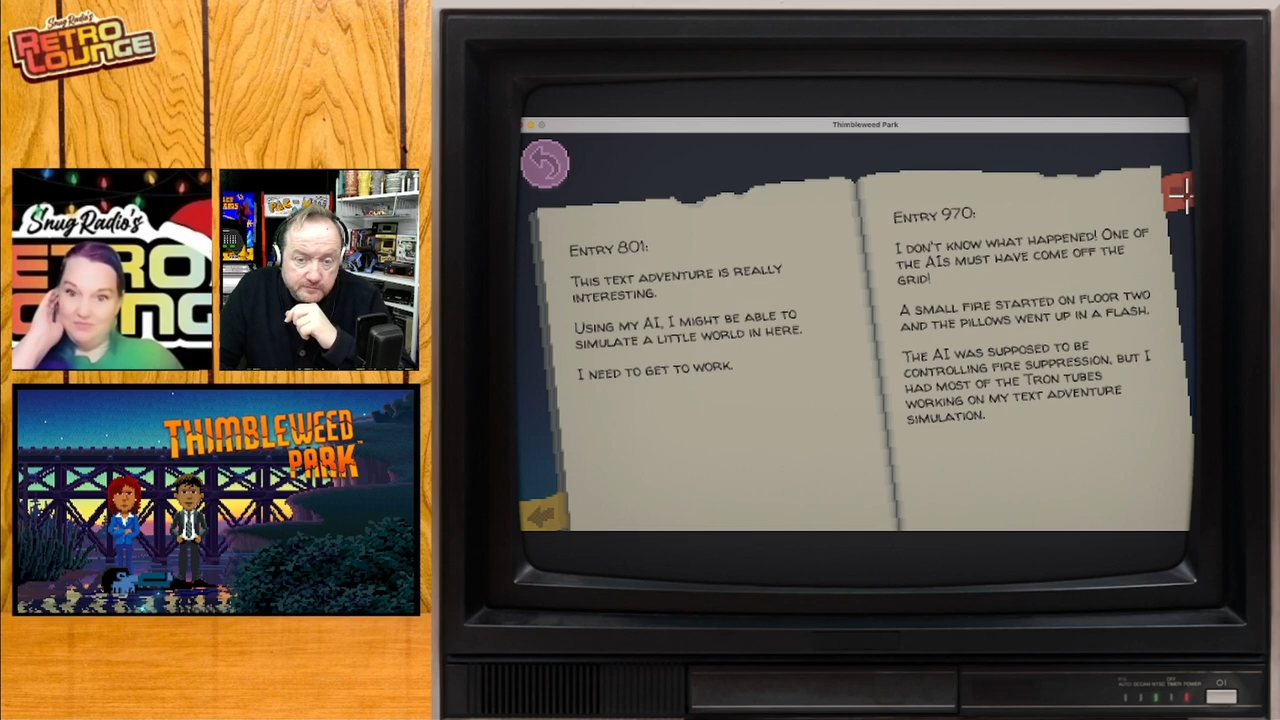 Snug Radio's
RETRO
LOUNGE
Snug Radio's
THIMBLEWEED
PARK
Thimbleweed Park
ENTRY 801:
THIS TEXT ADVENTURE IS REALLY
INTERESTING.
USING MY AI, I MIGHT BE ABLE TO
SIMULATE A LITTLE WORLD IN HERE.
I NEED TO GET TO WORK.
ENTRY 970:
I DON'T KNOW WHAT HAPPENED! ONE OF
THE AIS MUST HAVE COME OFF THE
GRID!
A SMALL FIRE STARTED ON FLOOR TWO
AND THE PILLOWS WENT UP IN A FLASH.
THE AI WAS SUPPOSED TO BE
CONTROLLING FIRE SUPPRESSION, BUT I
HAD MOST OF THE TRON TUBES
WORKING ON MY TEXT ADVENTURE
SIMULATION.